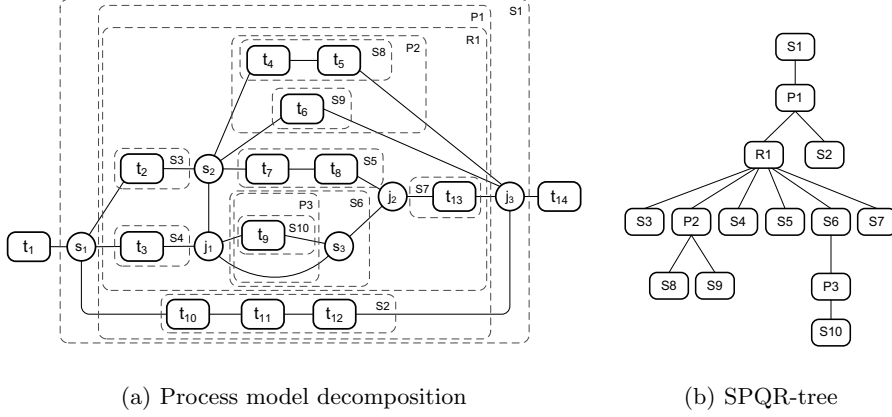 S1
P1
R1
P2
t4
t5
S8
t6
S9
t2
S3
s2
t7
t8
S5
j2
S7
t13
j3
t14
t1
s1
t3
S4
j1
P3
S6
t9
S10
s3
t10
t11
t12
S2
(a) Process model decomposition
S1
P1
R1
S2
S3
P2
S4
S5
S6
S7
S8
S9
P3
S10
(b) SPQR-tree